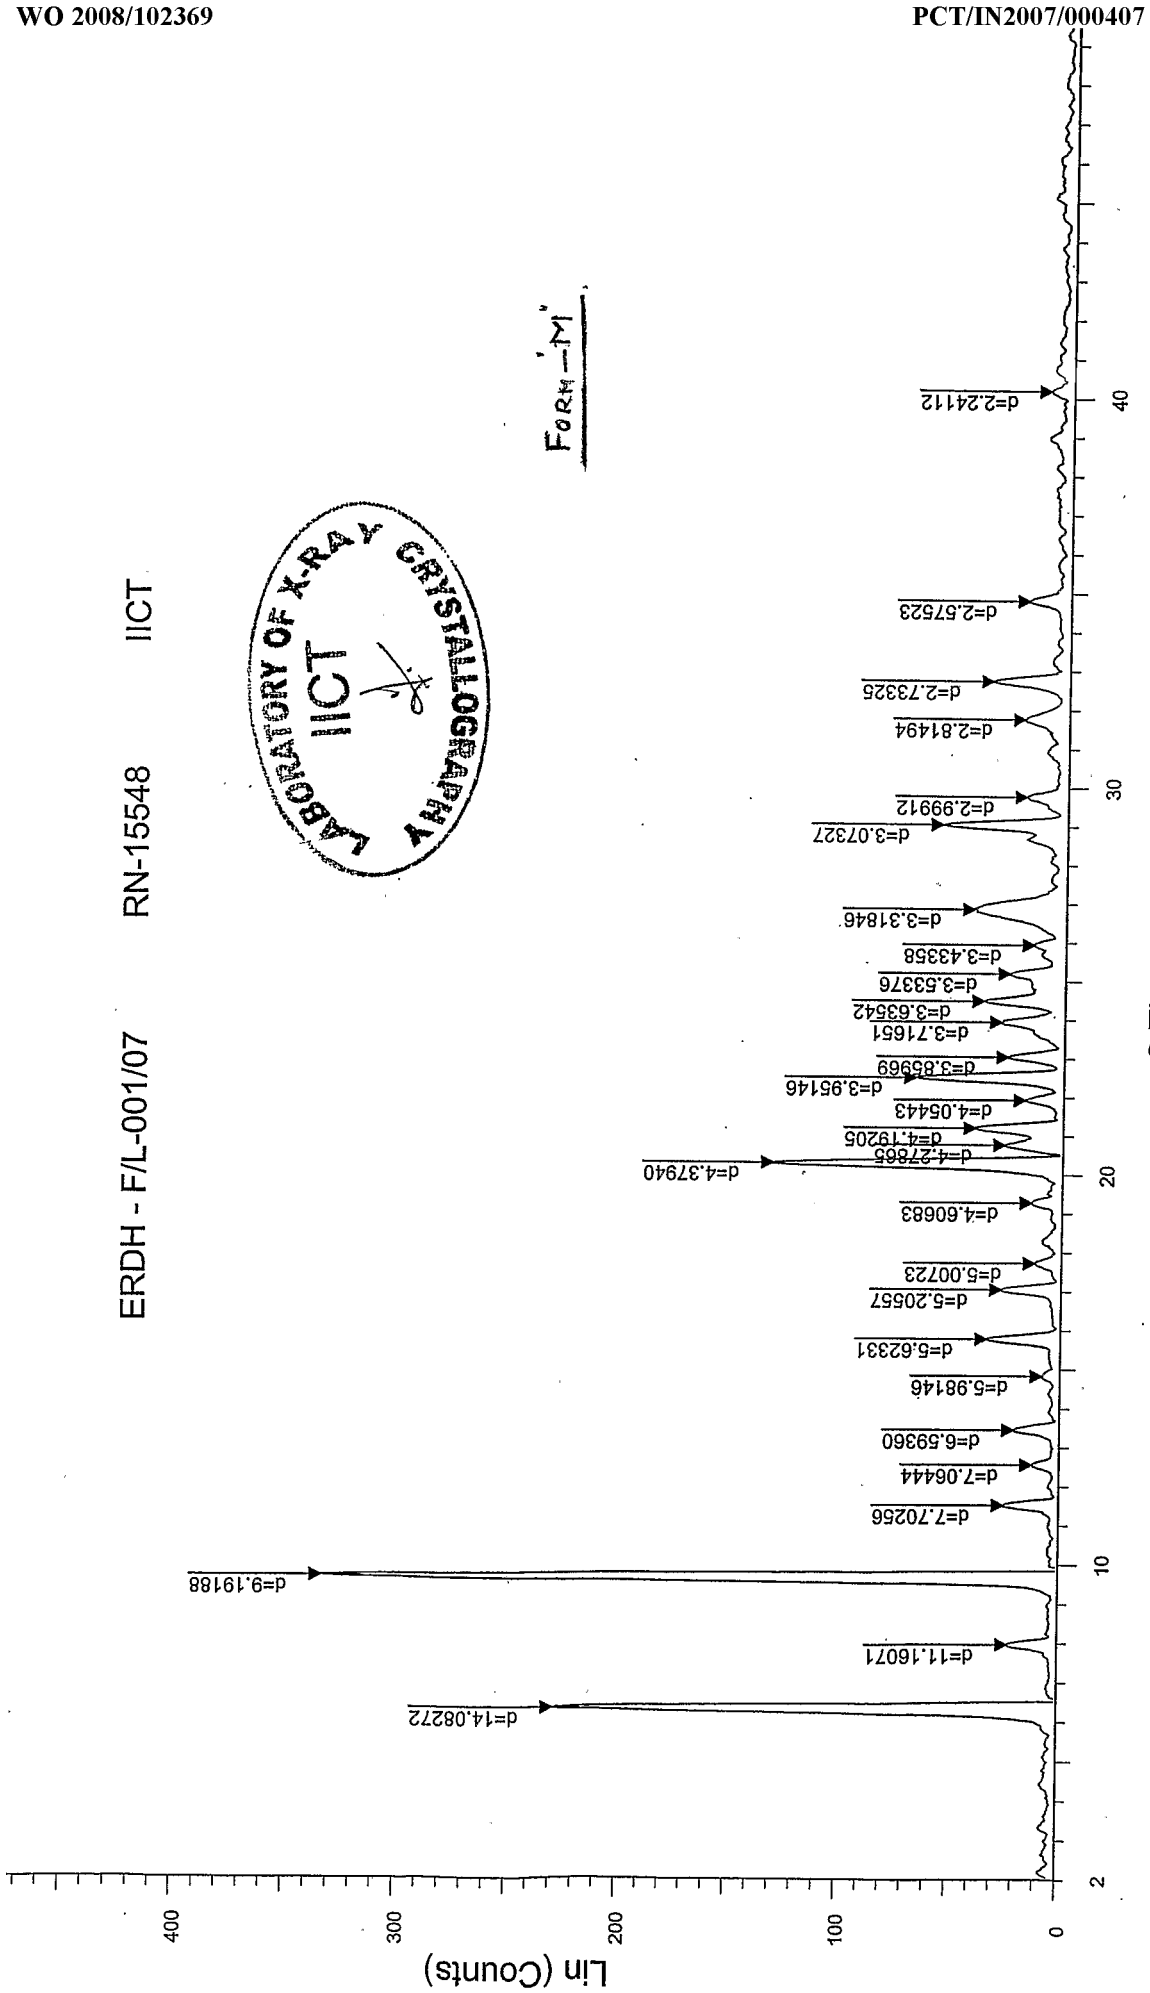 WO 2008/102369
PCT/IN2007/000407
ERDH - F/L-001/07 RN-15548 IICT
LABORATORY OF X-RAY CRYSTALLOGRAPHY
IICT
FORM-"M"
Lin (Counts)
400
300
200
100
0
d=14.08272
d=11.16071
d=9.19188
d=7.70256
d=7.06444
d=6.59360
d=5.98146
d=5.62331
d=5.20557
d=5.00723
d=4.60683
d=4.37940
d=4.27865
d=4.19205
d=4.05443
d=3.95146
d=3.85969
d=3.71651
d=3.63542
d=3.53376
d=3.43358
d=3.31846
d=3.07327
d=2.99912
d=2.81494
d=2.73325
d=2.57523
d=2.24112
2
10
20
30
40